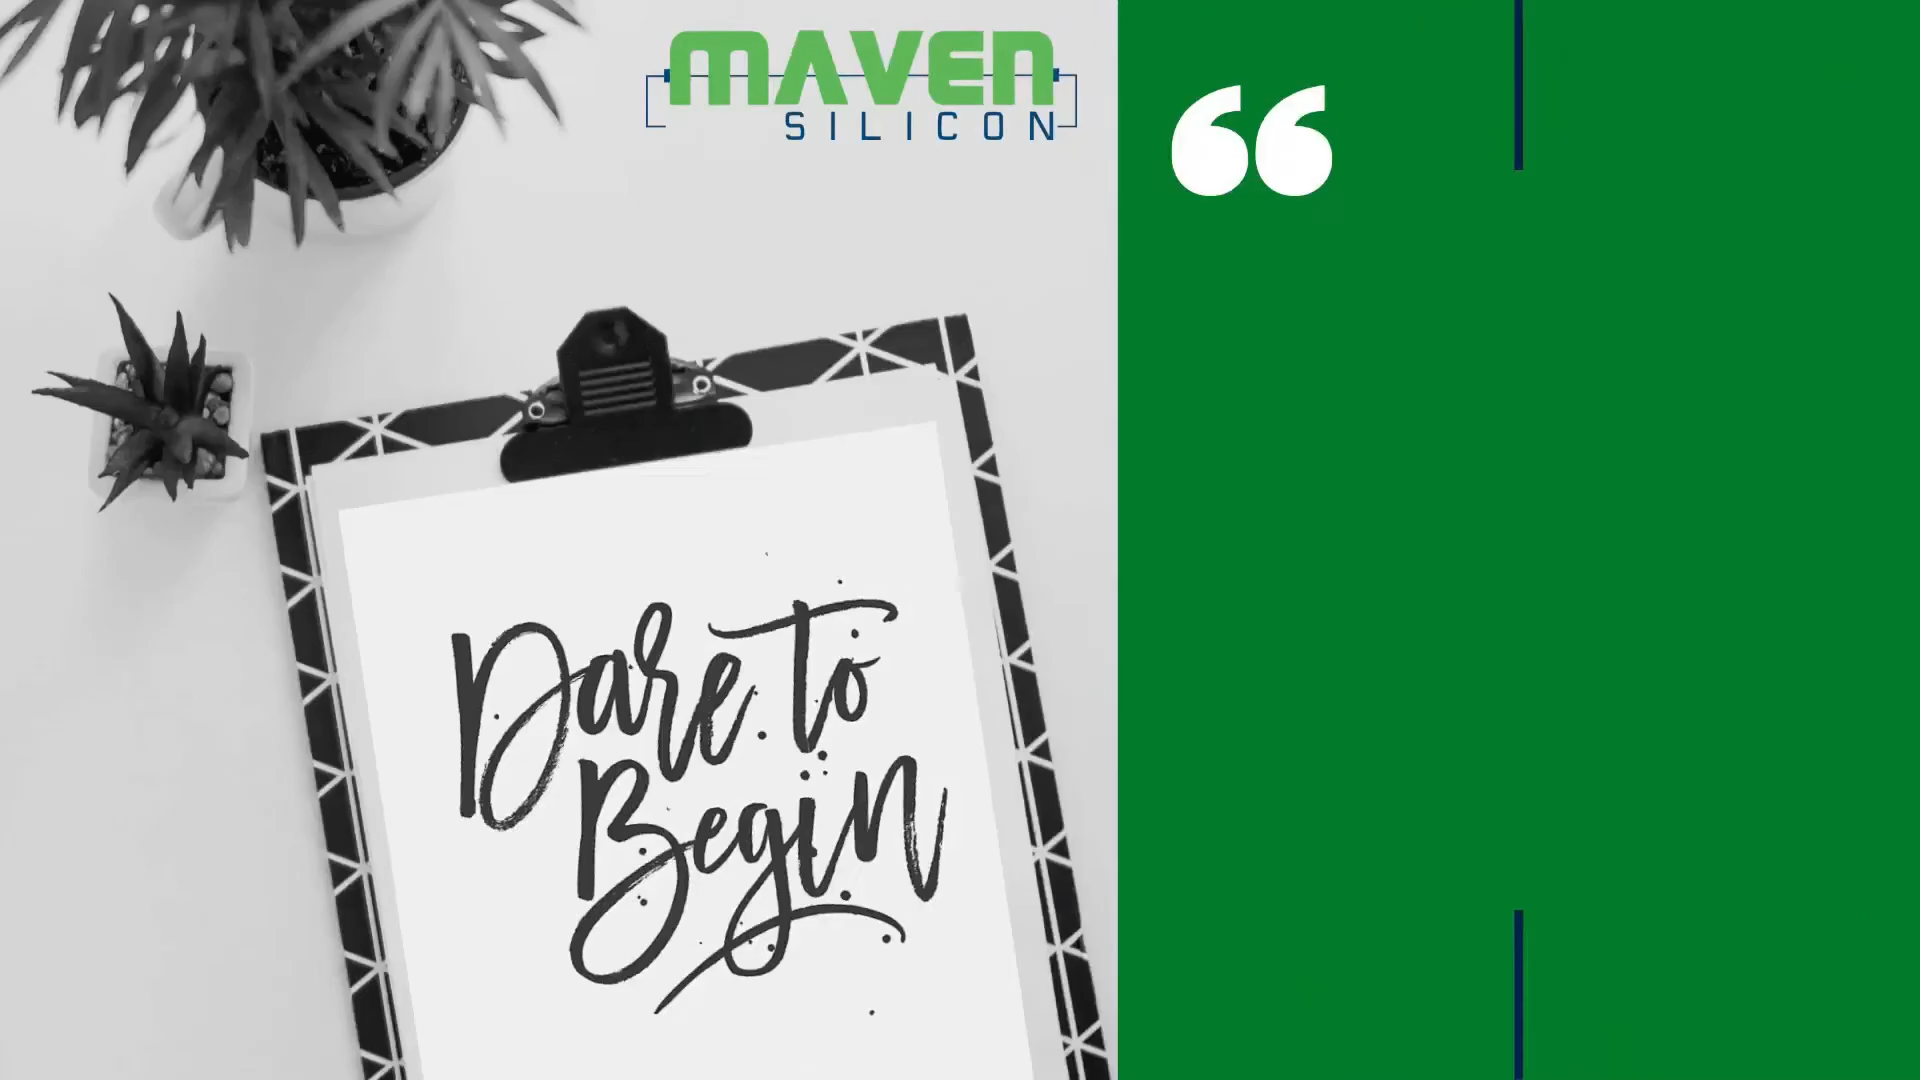 MAVEN
SILICON
“
Dare to
Begin